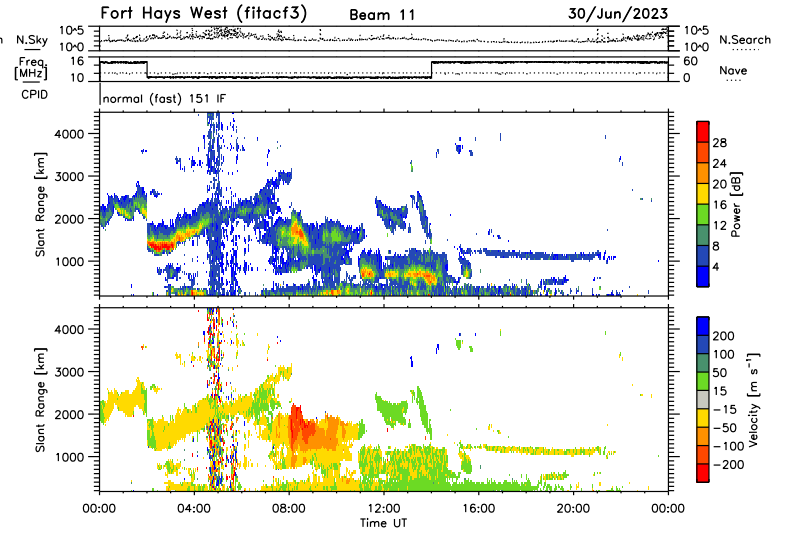 Fort Hays West (fitacf3) Beam 11 30/Jun/2023
N.Sky 10^5 10^5 N.Search
10^0 10^0
Freq. 16 60 Nave
[MHz] 10 0
CPID normal (fast) 151 IF
4000
3000
2000
1000
Slant Range [km]
28
24
20
16
12
8
4
Power [dB]
4000
3000
2000
1000
Slant Range [km]
200
100
50
15
-15
-50
-100
-200
Velocity [m s⁻¹]
00:00 04:00 08:00 12:00 16:00 20:00 00:00
Time UT